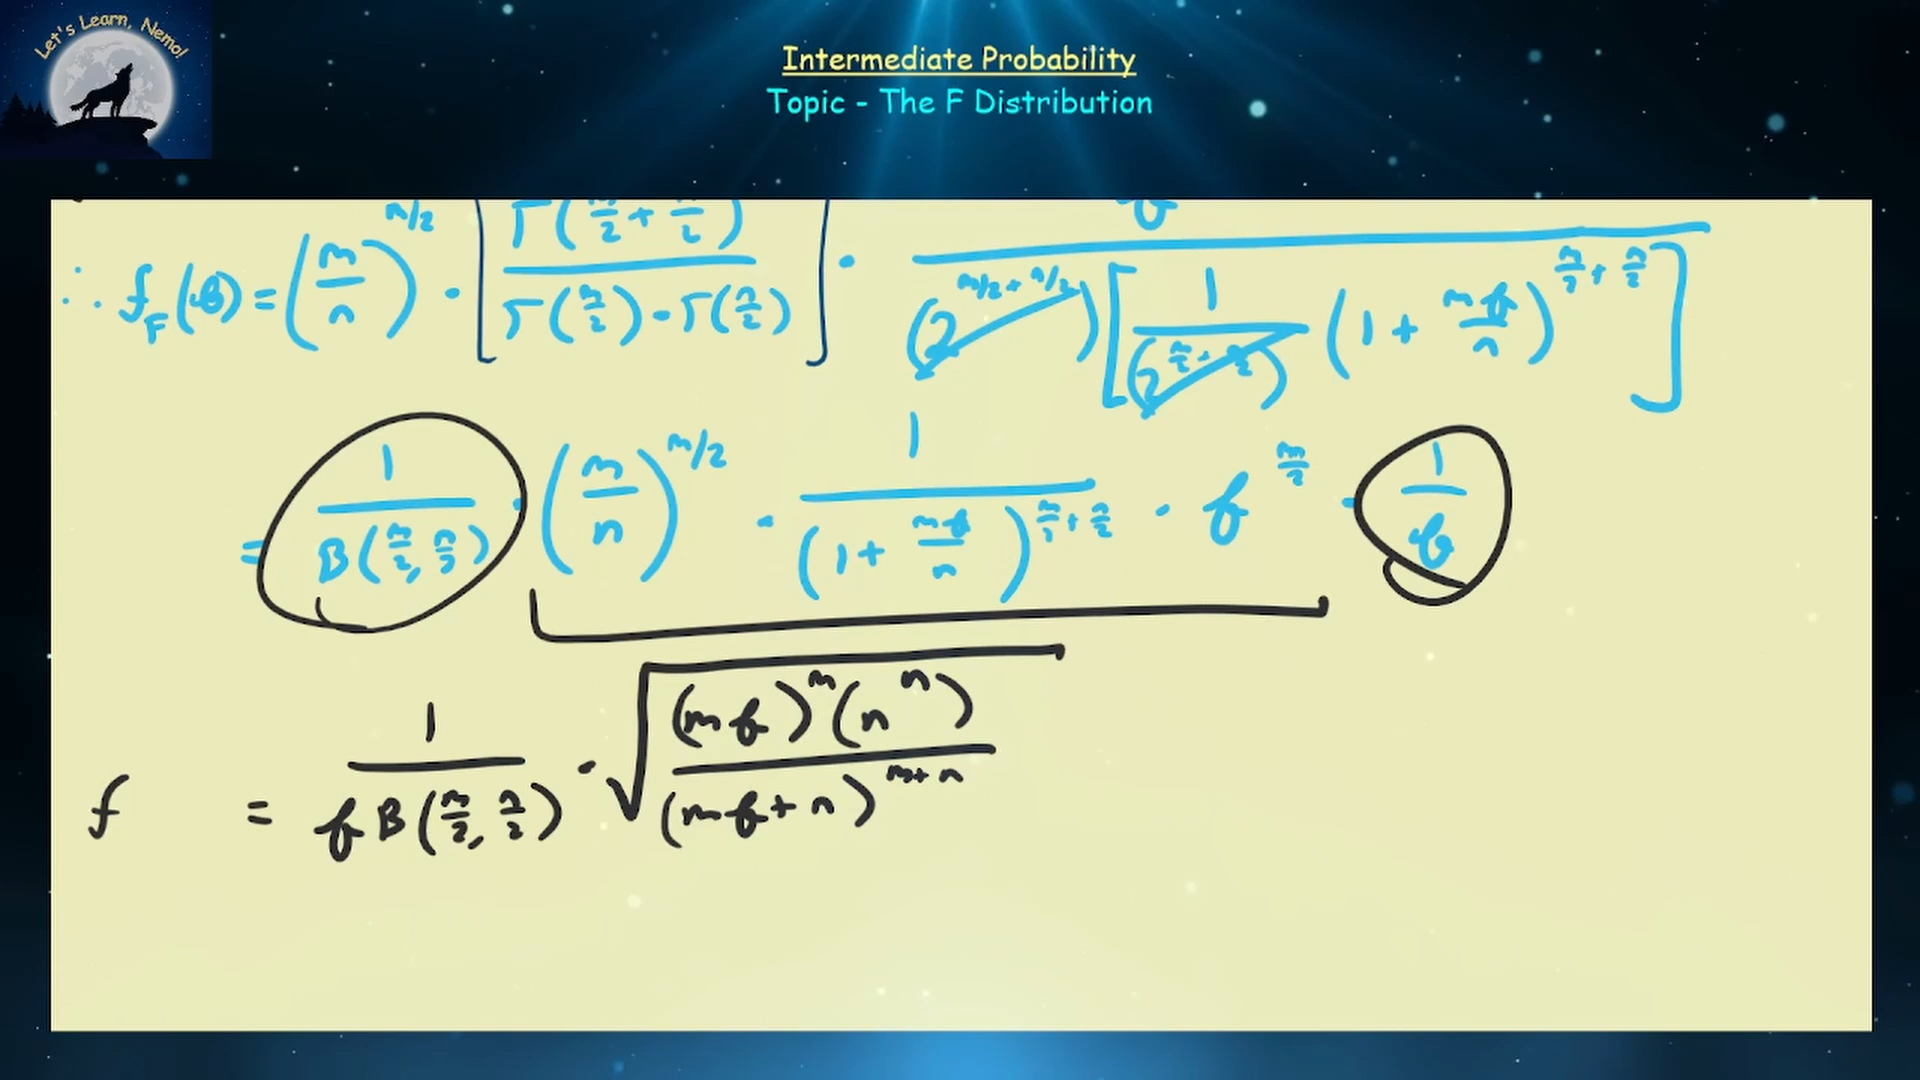 Let's Learn, Nemo!
Intermediate Probability
Topic - The F Distribution
∴ f_F(f) = (m/n)^{m/2} · [Γ(m/2 + n/2) / (Γ(m/2) · Γ(n/2))] · f / ((2^{m/2 + n/2}) [1/(2^{m/2 + n/2}) (1 + mf/n)^{m/2 + n/2}])
= 1/B(m/2, n/2) · (m/n)^{m/2} · 1/(1 + mf/n)^{m/2 + n/2} · f^{m/2} · 1/f
f = 1/(f B(m/2, n/2)) · √((mf)^m (n^n) / (mf + n)^{m+n})